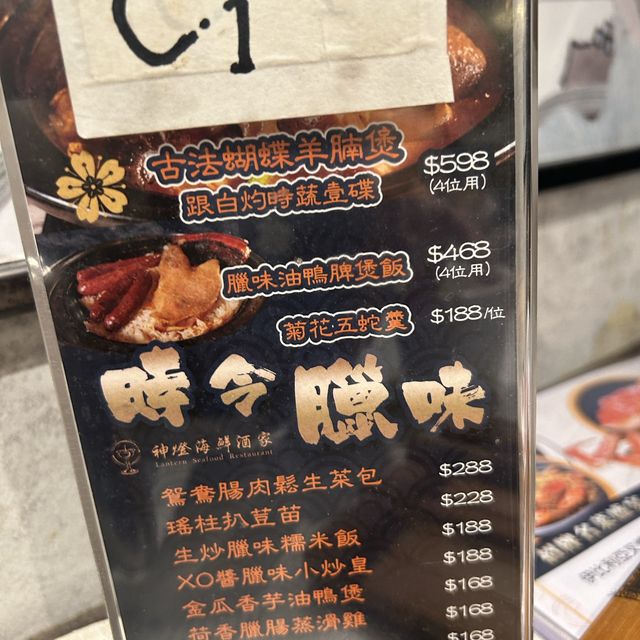 C.1
古法蝴蝶羊腩煲 $598
跟白灼時蔬壹碟 (4位用)
臘味油鴨脾煲飯 $468
(4位用)
菊花五蛇羹 $188/位
時令臘味
神燈海鮮酒家
Lantern Seafood Restaurant
鴛鴦腸肉鬆生菜包 $288
瑤柱扒荳苗 $228
生炒臘味糯米飯 $188
XO醬臘味小炒皇 $188
金瓜香芋油鴨煲 $168
荷香臘腸蒸滑雞 $168
$168